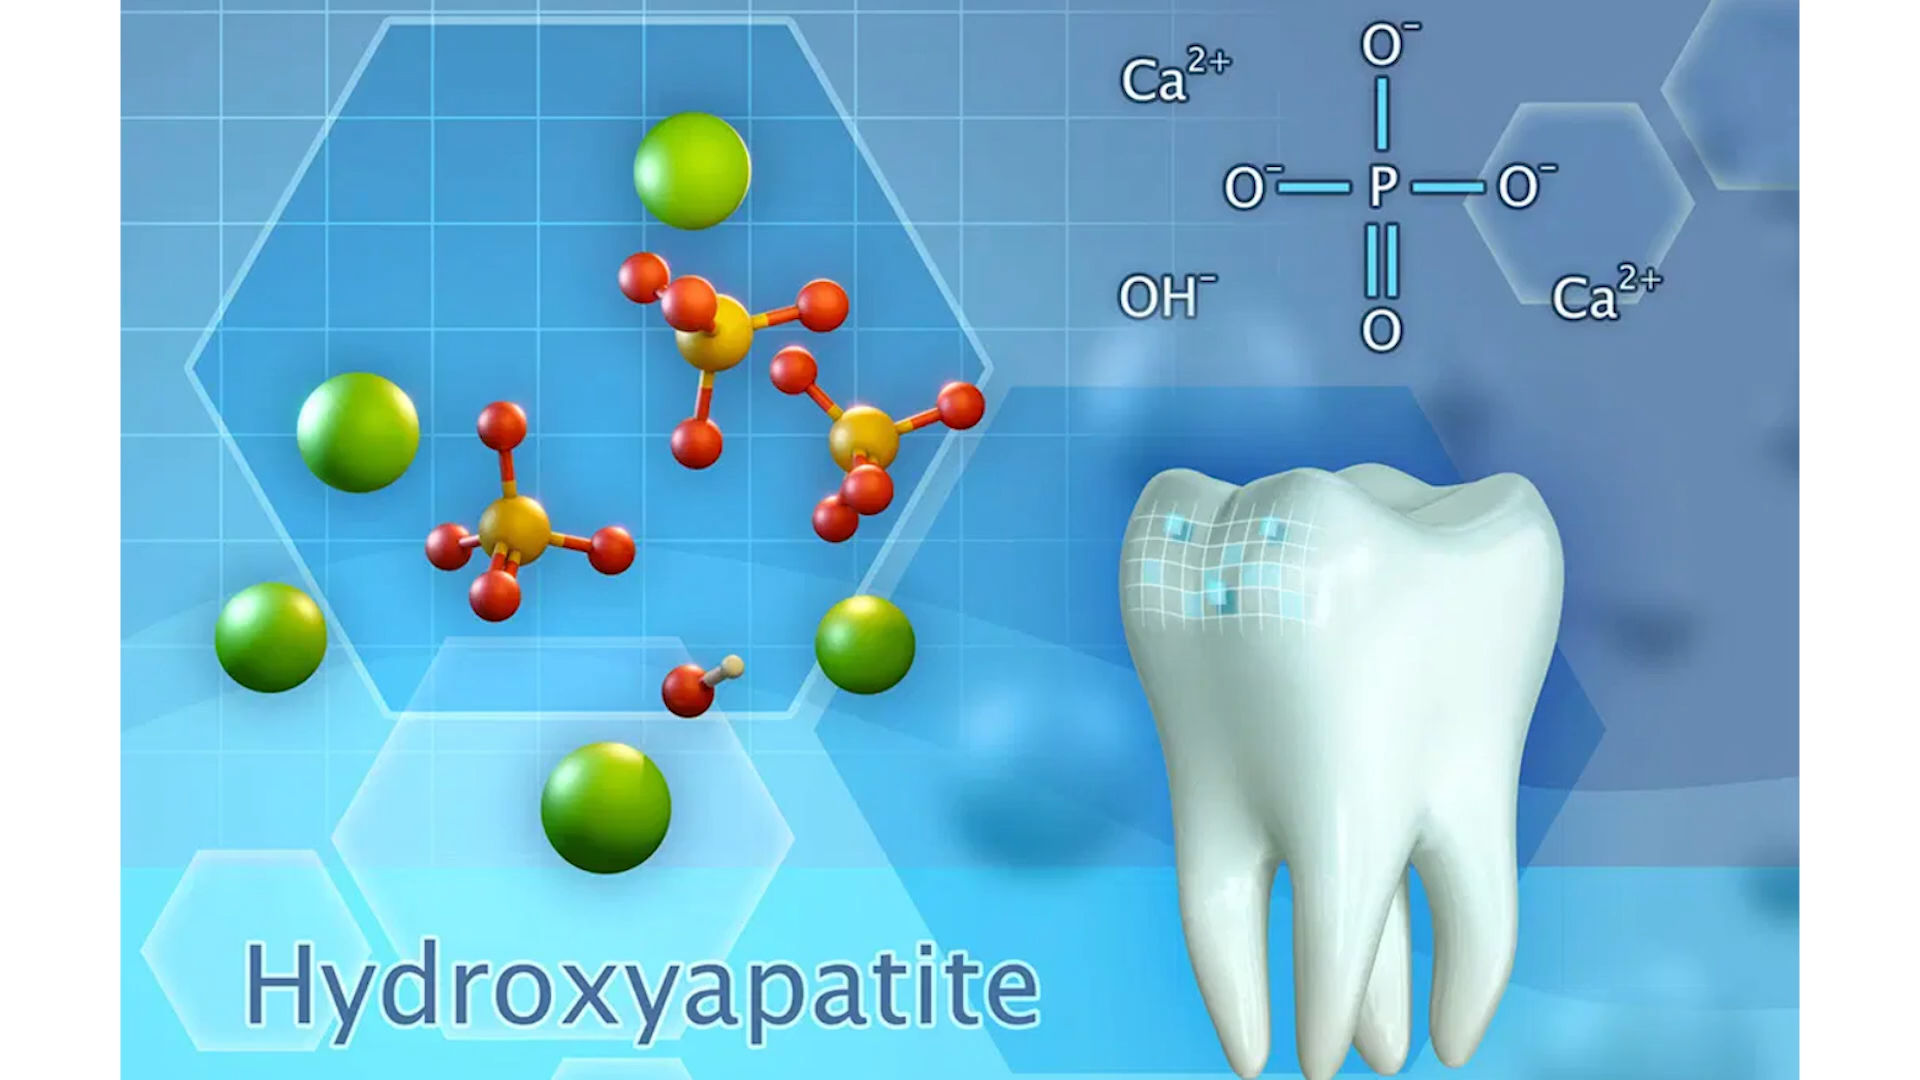 Ca²⁺
O⁻
O⁻ P O⁻
OH⁻
Ca²⁺
O
Hydroxyapatite